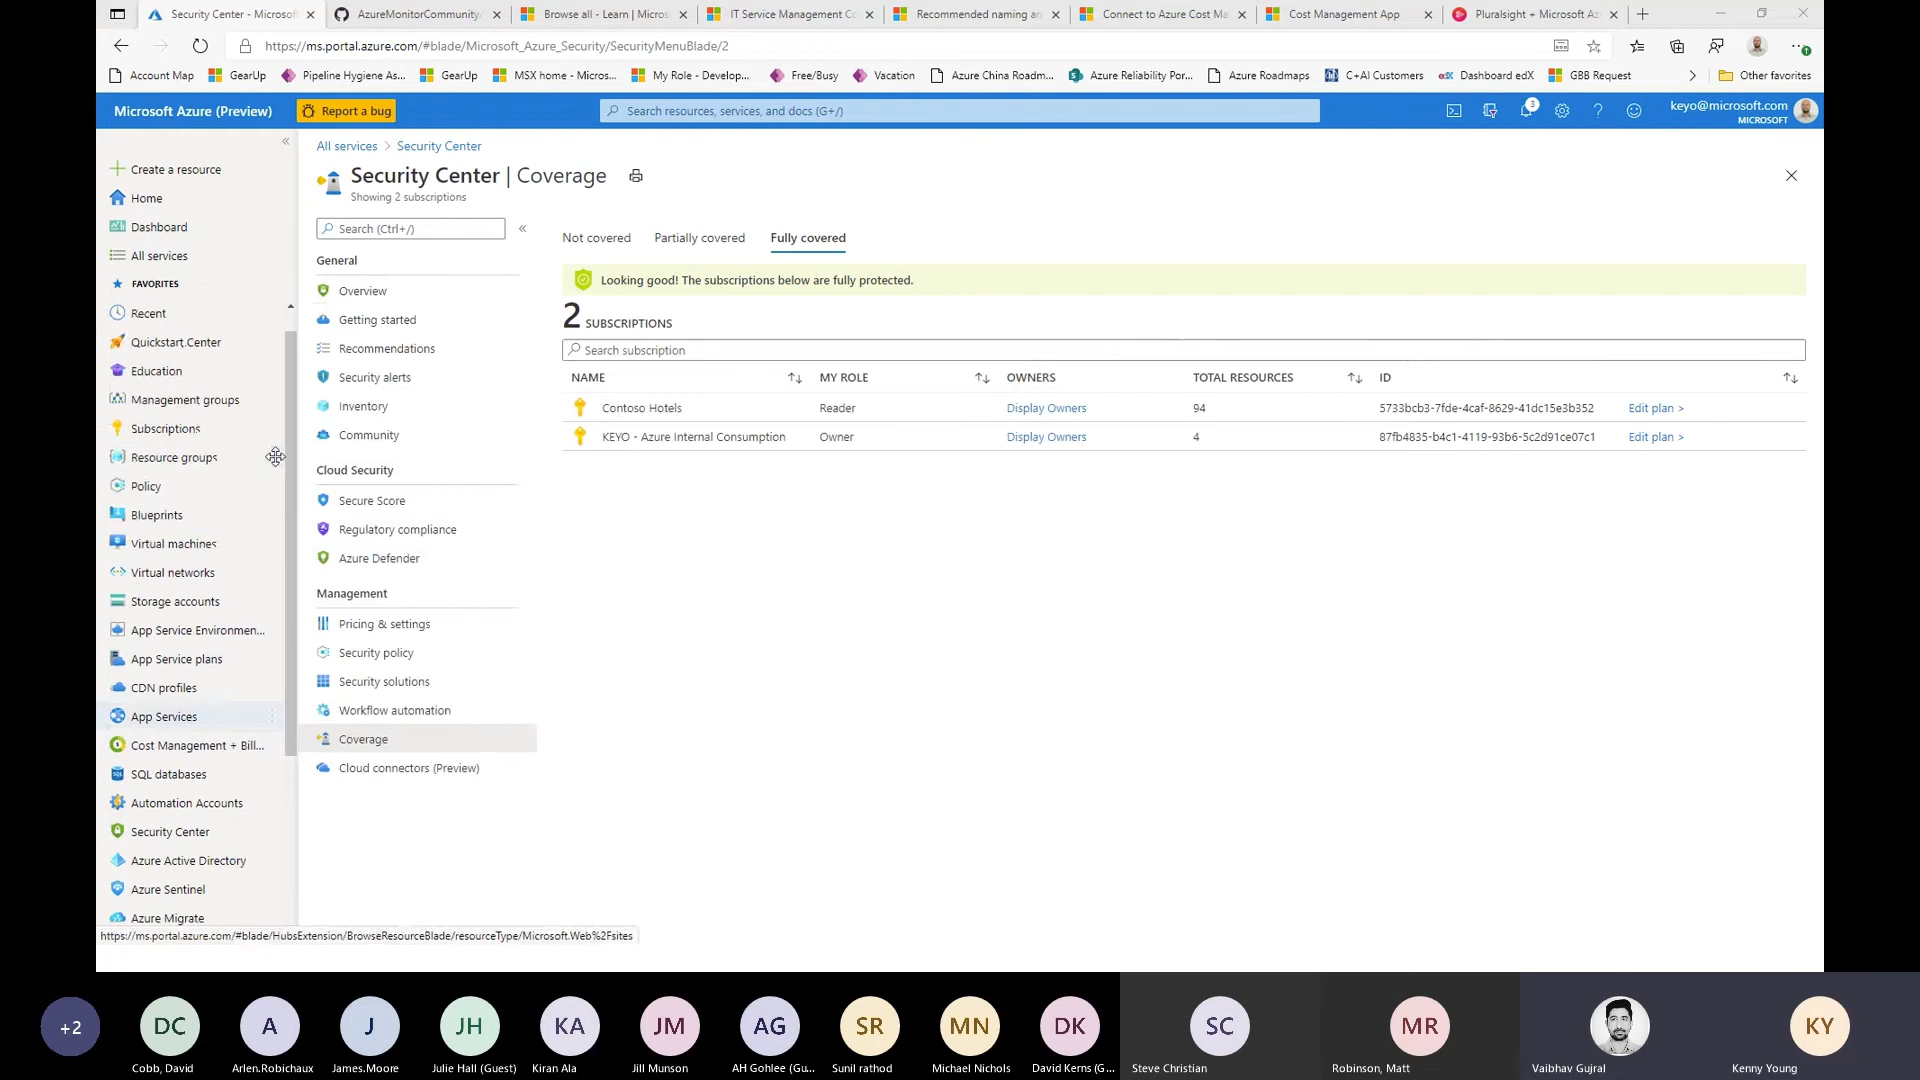 Security Center - Microsof
AzureMonitorCommunity/
Browse all - Learn | Micros
IT Service Management Co
Recommended naming an
Connect to Azure Cost Ma
Cost Management App
Pluralsight + Microsoft Az
https://ms.portal.azure.com/#blade/Microsoft_Azure_Security/SecurityMenuBlade/2
Account Map
GearUp
Pipeline Hygiene As...
GearUp
MSX home - Micros...
My Role - Develop...
Free/Busy
Vacation
Azure China Roadm...
Azure Reliability Por...
Azure Roadmaps
C+AI Customers
edX Dashboard edX
GBB Request
Other favorites
Microsoft Azure (Preview)
Report a bug
Search resources, services, and docs (G+/)
3
keyo@microsoft.com
MICROSOFT
Create a resource
Home
Dashboard
All services
FAVORITES
Recent
Quickstart Center
Education
Management groups
Subscriptions
Resource groups
Policy
Blueprints
Virtual machines
Virtual networks
Storage accounts
App Service Environmen...
App Service plans
CDN profiles
App Services
Cost Management + Bill...
SQL databases
Automation Accounts
Security Center
Azure Active Directory
Azure Sentinel
Azure Migrate
All services > Security Center
Security Center | Coverage
Showing 2 subscriptions
Search (Ctrl+/)
General
Overview
Getting started
Recommendations
Security alerts
Inventory
Community
Cloud Security
Secure Score
Regulatory compliance
Azure Defender
Management
Pricing & settings
Security policy
Security solutions
Workflow automation
Coverage
Cloud connectors (Preview)
Not covered
Partially covered
Fully covered
Looking good! The subscriptions below are fully protected.
2 SUBSCRIPTIONS
Search subscription
NAME MY ROLE OWNERS TOTAL RESOURCES ID
Contoso Hotels Reader Display Owners 94 5733bcb3-7fde-4caf-8629-41dc15e3b352 Edit plan >
KEYO - Azure Internal Consumption Owner Display Owners 4 87fb4835-b4c1-4119-93b6-5c2d91ce07c1 Edit plan >
https://ms.portal.azure.com/#blade/HubsExtension/BrowseResourceBlade/resourceType/Microsoft.Web%2Fsites
+2
DC
A
J
JH
KA
JM
AG
SR
MN
DK
SC
MR
KY
Cobb, David
Arlen.Robichaux
James.Moore
Julie Hall (Guest)
Kiran Ala
Jill Munson
AH Gohlee (Gu...
Sunil rathod
Michael Nichols
David Kerns (G...
Steve Christian
Robinson, Matt
Vaibhav Gujral
Kenny Young